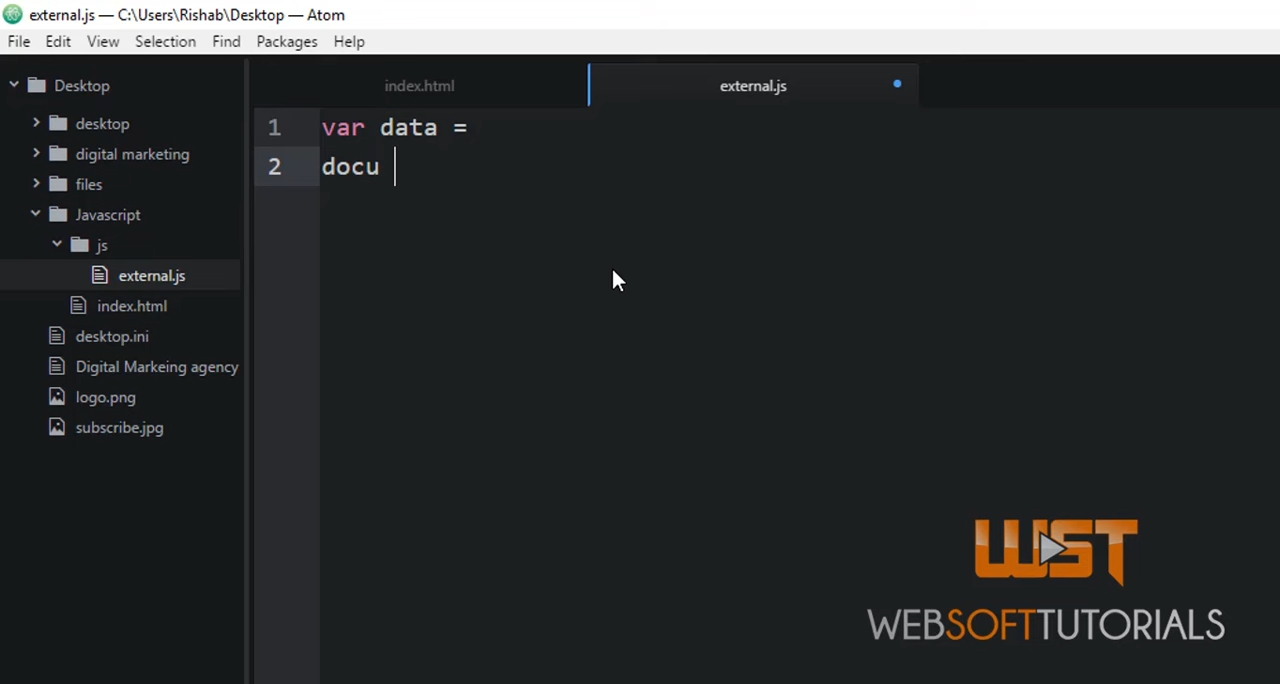 external.js — C:\Users\Rishab\Desktop — Atom
File Edit View Selection Find Packages Help
Desktop
desktop
digital marketing
files
Javascript
js
external.js
index.html
desktop.ini
Digital Markeing agency
logo.png
subscribe.jpg
index.html external.js
1 var data =
2 docu
WST
WEBSOFTTUTORIALS